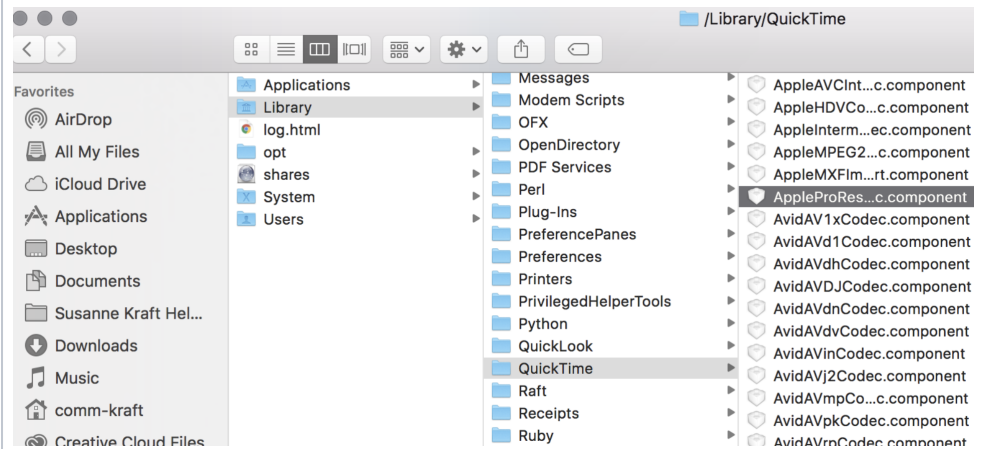 /Library/QuickTime
Favorites
AirDrop
All My Files
iCloud Drive
Applications
Desktop
Documents
Susanne Kraft Hel...
Downloads
Music
comm-kraft
Creative Cloud Files
Applications
Library
log.html
opt
shares
System
Users
Messages
Modem Scripts
OFX
OpenDirectory
PDF Services
Perl
Plug-Ins
PreferencePanes
Preferences
Printers
PrivilegedHelperTools
Python
QuickLook
QuickTime
Raft
Receipts
Ruby
AppleAVCInt...c.component
AppleHDVCo...c.component
AppleInterm...ec.component
AppleMPEG2...c.component
AppleMXFIm...rt.component
AppleProRes...c.component
AvidAV1xCodec.component
AvidAVd1Codec.component
AvidAVdhCodec.component
AvidAVDJCodec.component
AvidAVdnCodec.component
AvidAVdvCodec.component
AvidAVinCodec.component
AvidAVj2Codec.component
AvidAVmpCo...c.component
AvidAVpkCodec.component
AvidAVrpCodec.component